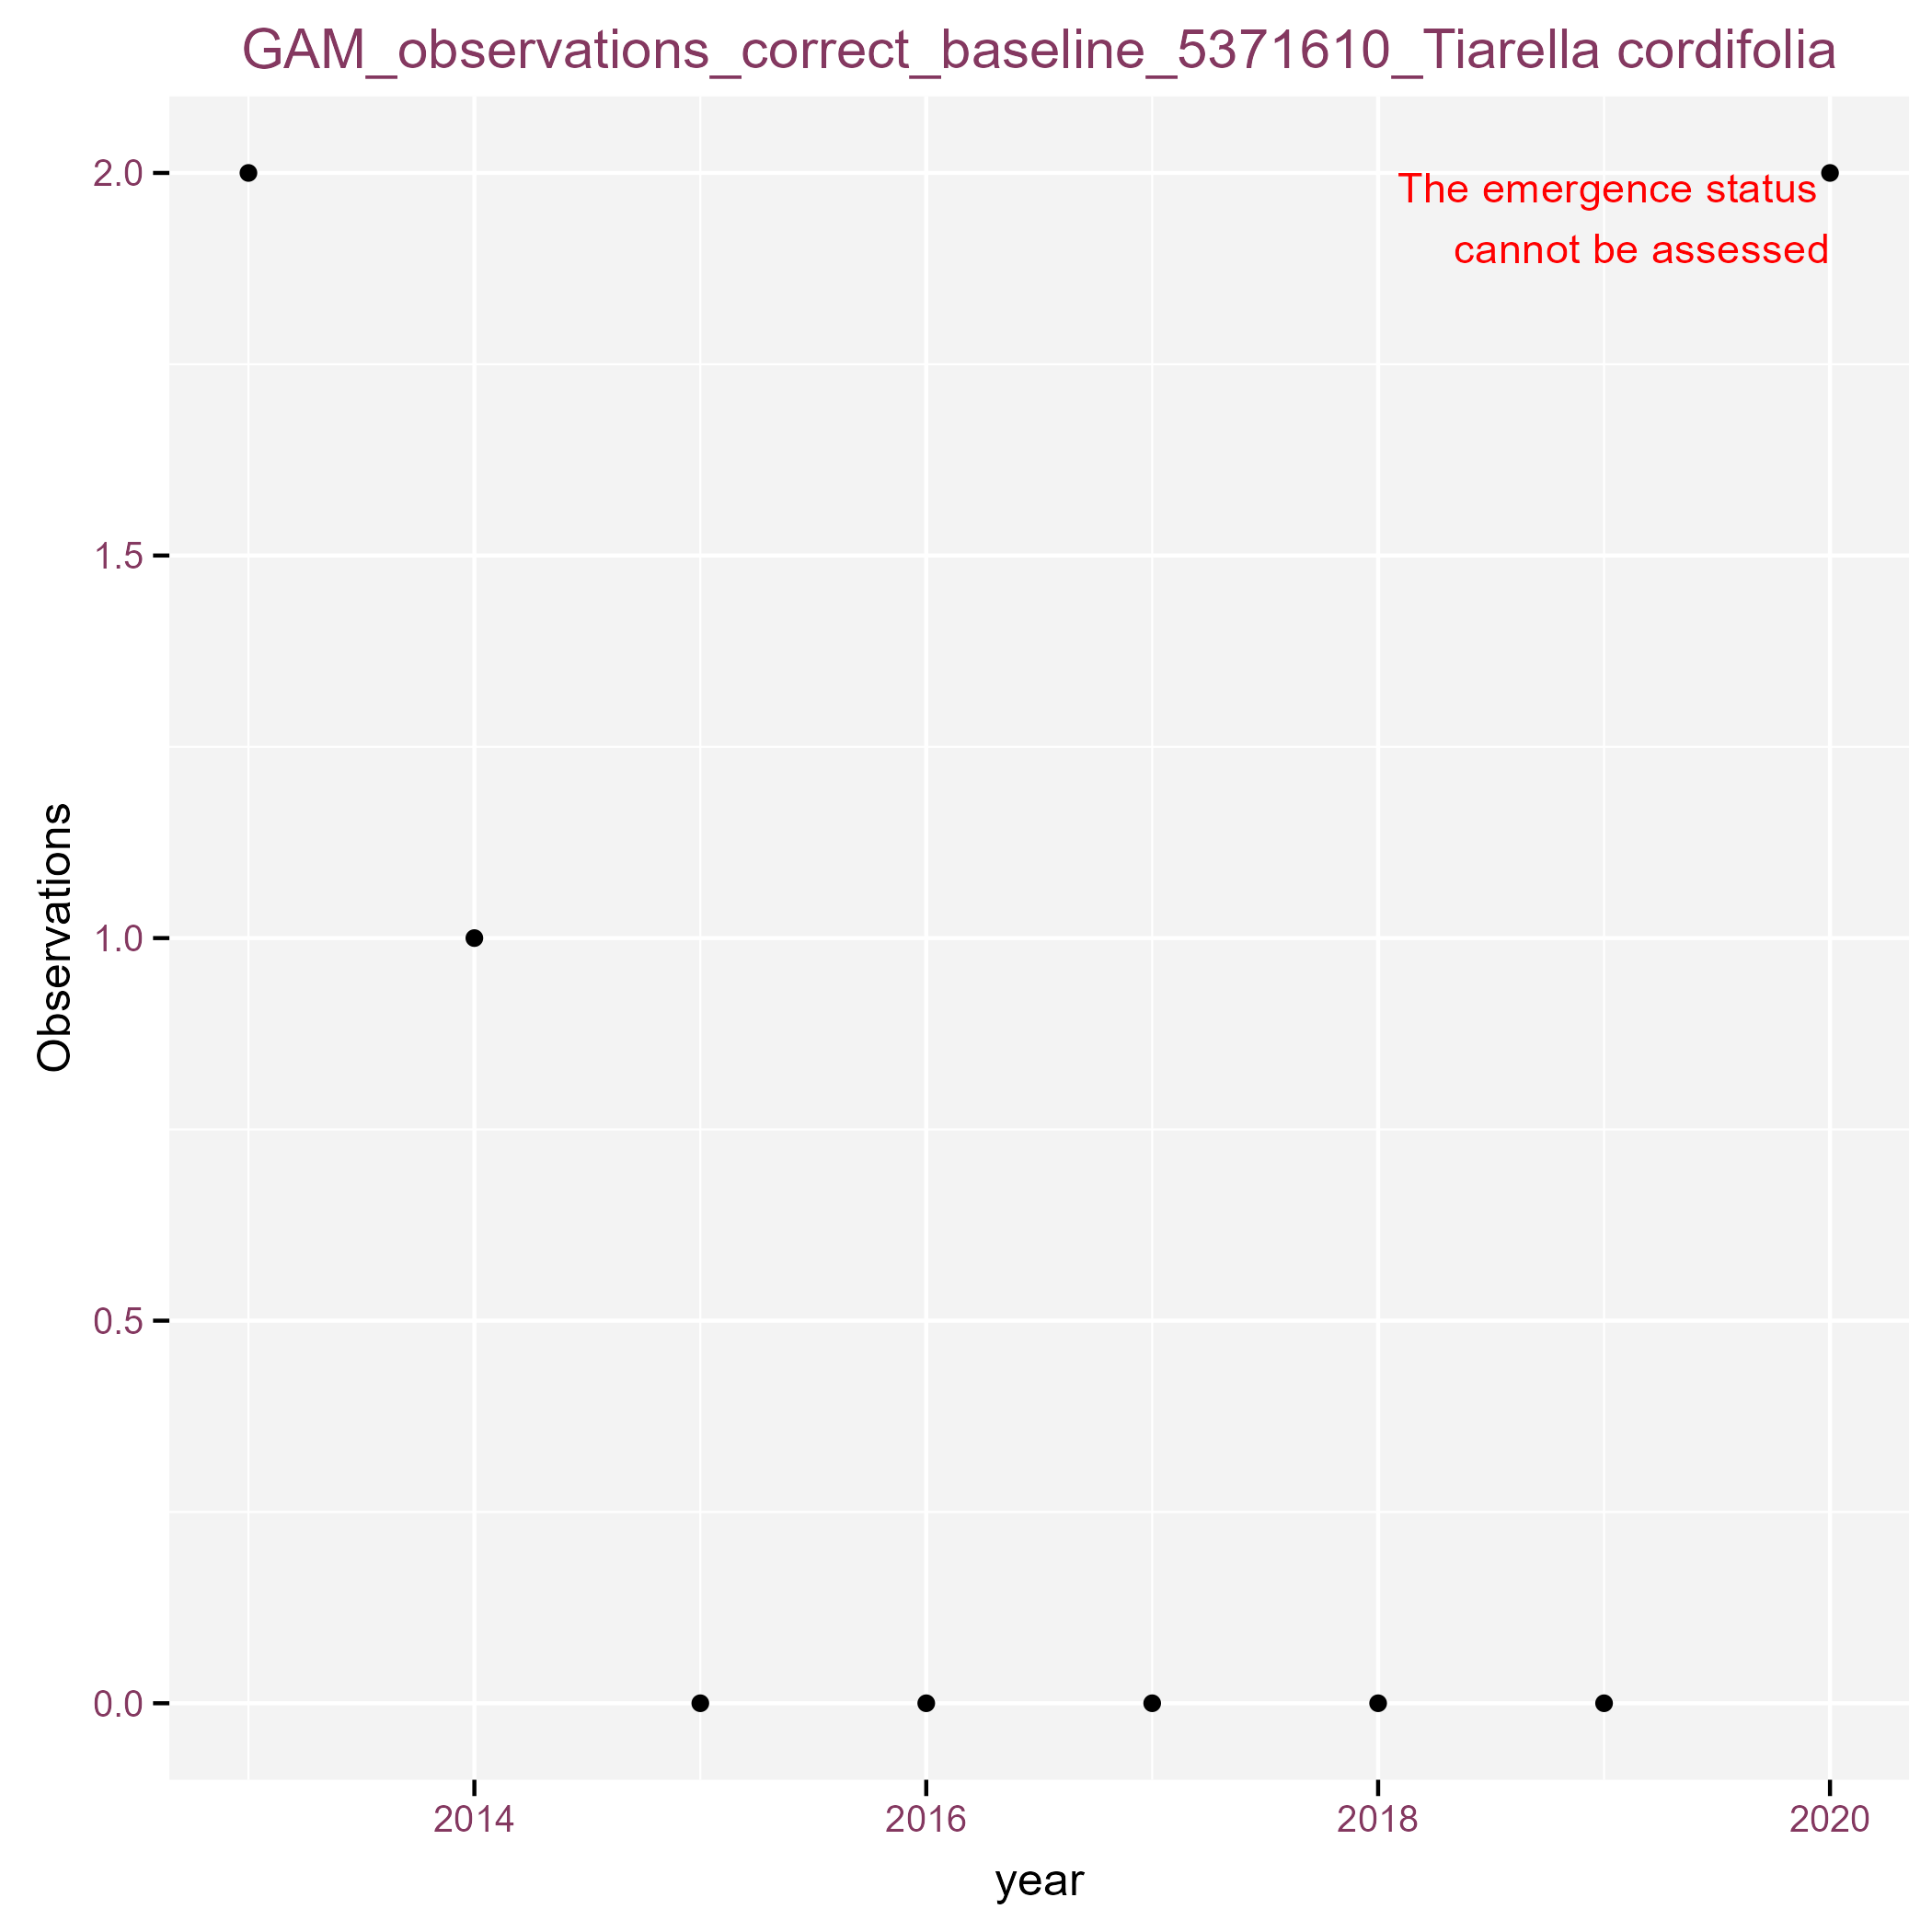 GAM_observations_correct_baseline_5371610_Tiarella cordifolia
2.0
The emergence status
cannot be assessed
1.5
Observations
1.0
0.5
0.0
2014 2016 2018 2020
year